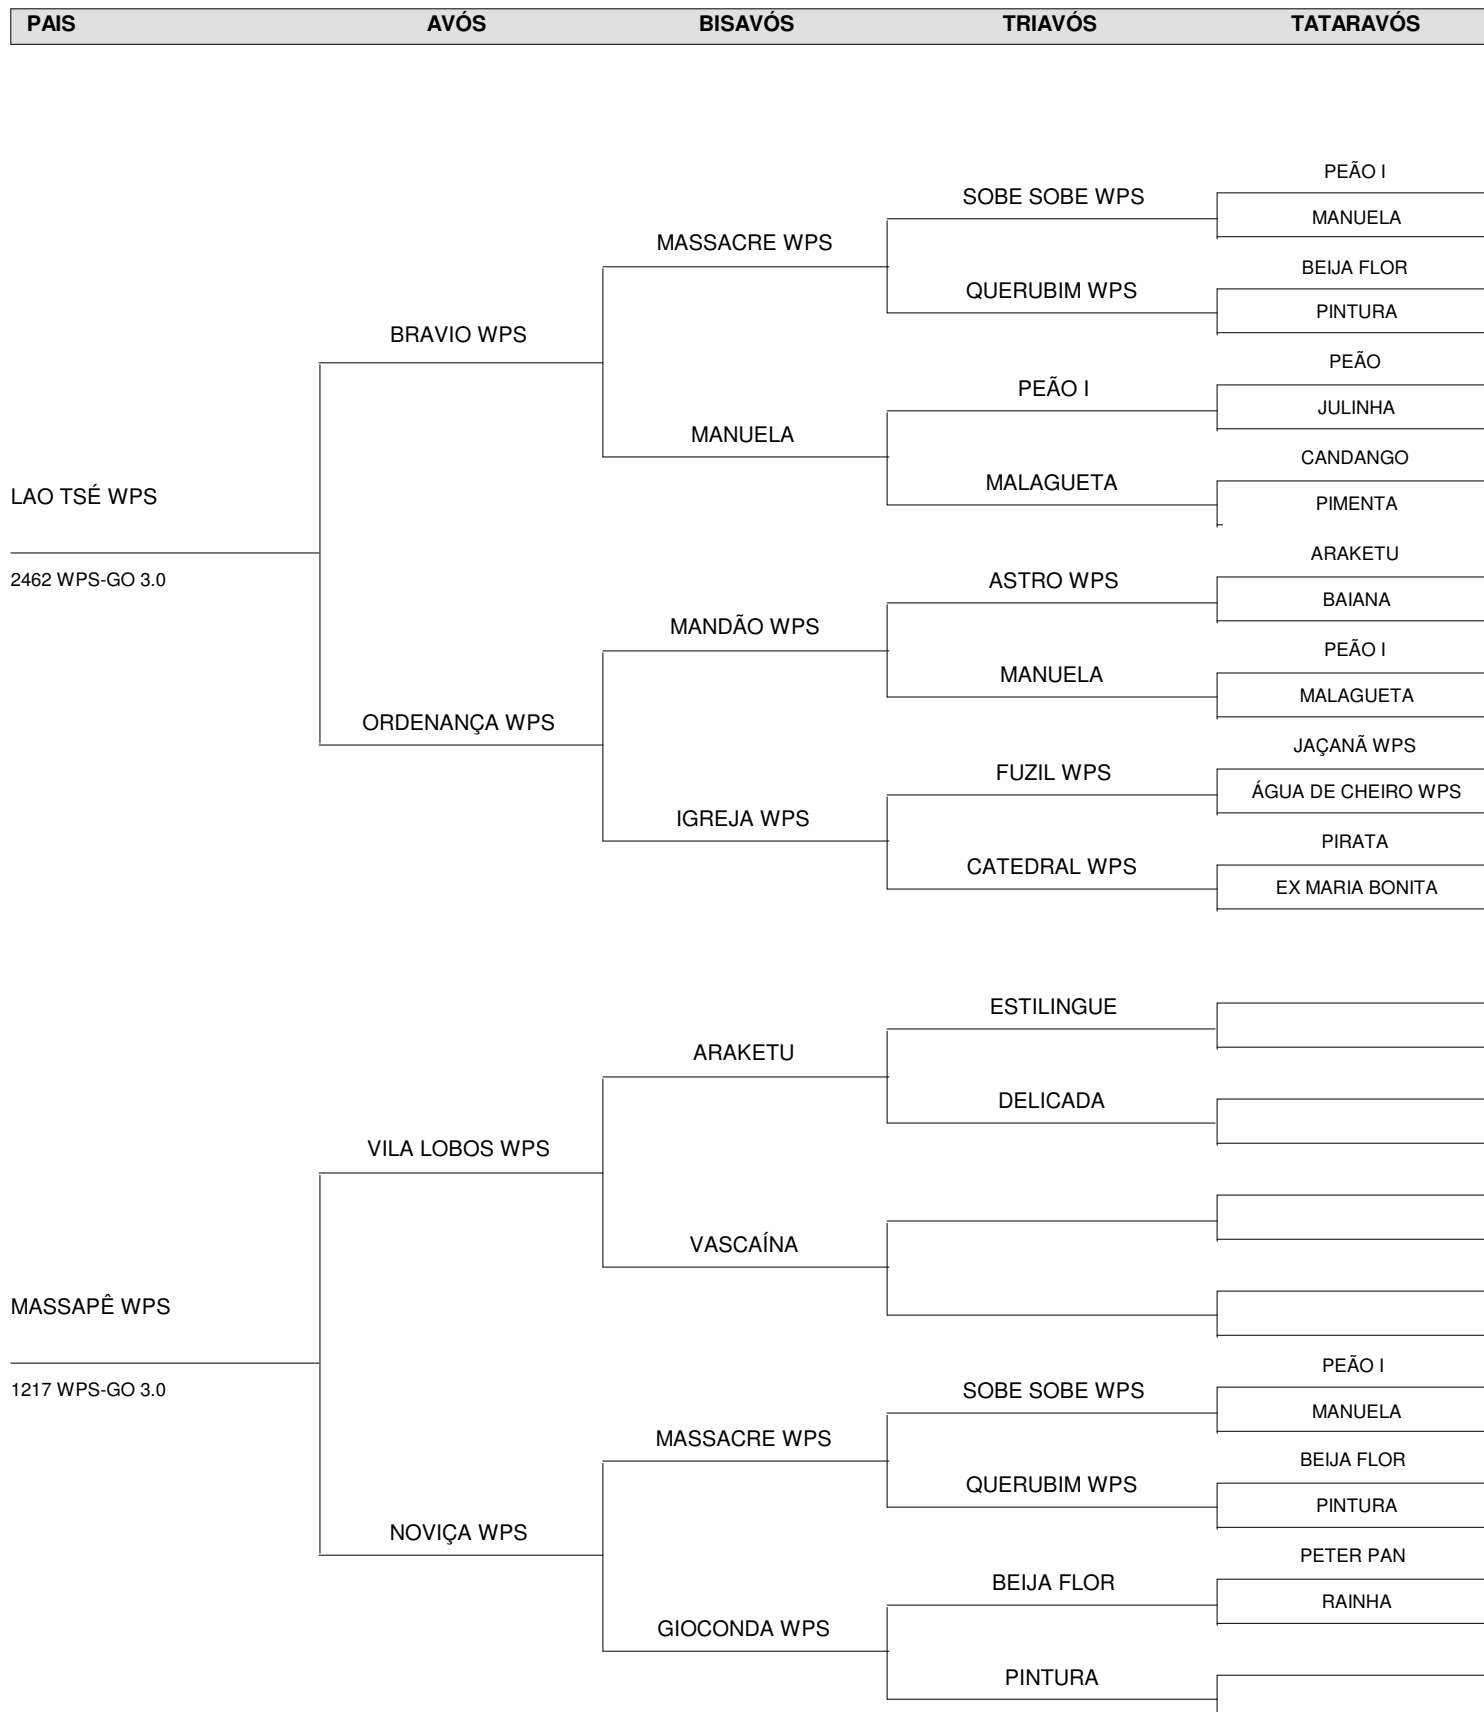 PAIS AVÓS BISAVÓS TRIAVÓS TATARAVÓS
PEÃO I
SOBE SOBE WPS
MANUELA
MASSACRE WPS
BEIJA FLOR
QUERUBIM WPS
PINTURA
BRAVIO WPS
PEÃO
PEÃO I
JULINHA
MANUELA
CANDANGO
MALAGUETA
LAO TSÉ WPS
PIMENTA
ARAKETU
2462 WPS-GO 3.0
ASTRO WPS
BAIANA
MANDÃO WPS
PEÃO I
MANUELA
MALAGUETA
ORDENANÇA WPS
JAÇANÃ WPS
FUZIL WPS
ÁGUA DE CHEIRO WPS
IGREJA WPS
PIRATA
CATEDRAL WPS
EX MARIA BONITA
ESTILINGUE
ARAKETU
DELICADA
VILA LOBOS WPS
VASCAÍNA
MASSAPÊ WPS
PEÃO I
1217 WPS-GO 3.0
SOBE SOBE WPS
MANUELA
MASSACRE WPS
BEIJA FLOR
QUERUBIM WPS
PINTURA
NOVIÇA WPS
PETER PAN
BEIJA FLOR
RAINHA
GIOCONDA WPS
PINTURA